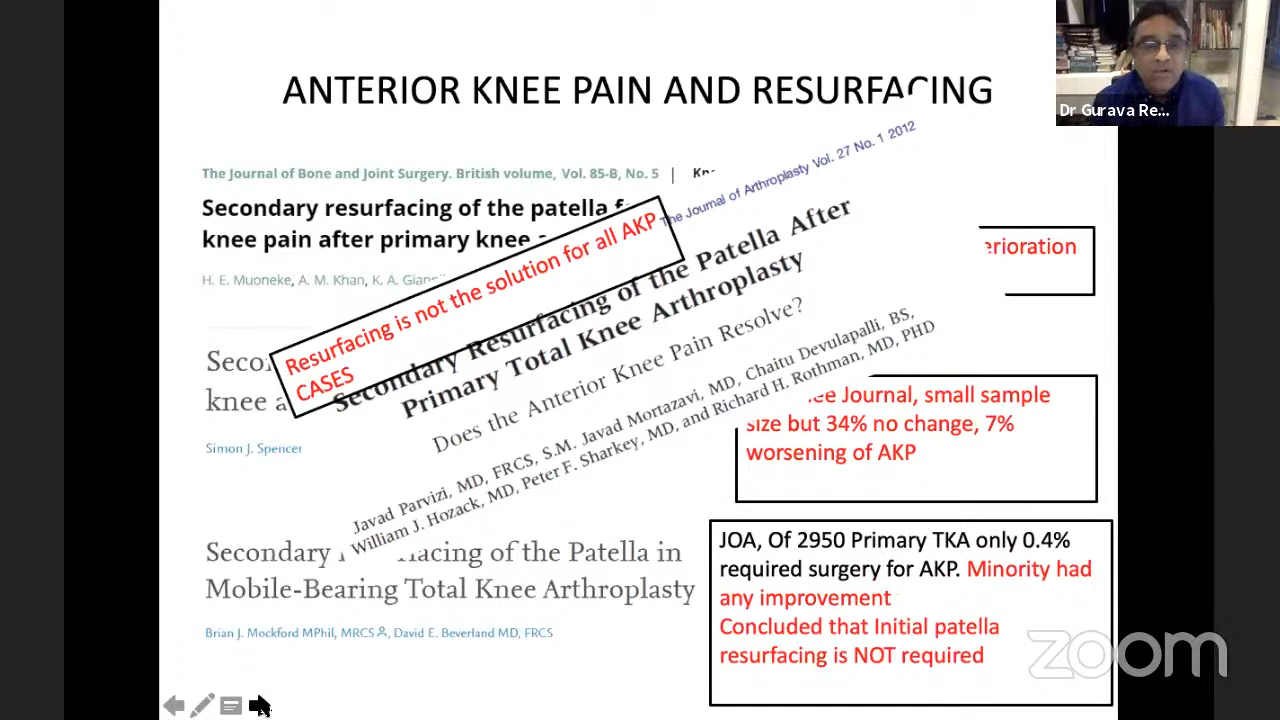 ANTERIOR KNEE PAIN AND RESURFACING
Dr Gurava Re...
The Journal of Bone and Joint Surgery. British volume, Vol. 85-B, No. 5 |
Secondary resurfacing of the patella
knee pain after primary knee
H. E. Muoneke, A. M. Khan, K. A.
The Journal of Arthroplasty Vol. 27 No. 1 2012
Resurfacing is not the solution for all AKP
CASES
Secondary Resurfacing of the Patella After
Primary Total Knee Arthroplasty
Does the Anterior Knee Pain Resolve?
Javad Parvizi, MD, FRCS, S.M. Javad Mortazavi, MD, Chaitu Devulapalli, BS,
William J. Hozack, MD, Peter F. Sharkey, MD, and Richard H. Rothman, MD, PHD
knee
Simon J. Spencer
Journal, small sample
size but 34% no change, 7%
worsening of AKP
Secondary
of the Patella in
Mobile-Bearing Total Knee Arthroplasty
Brian J. Mockford MPhil, MRCS, David E. Beverland MD, FRCS
JOA, Of 2950 Primary TKA only 0.4%
required surgery for AKP. Minority had
any improvement
Concluded that Initial patella
resurfacing is NOT required
zoom